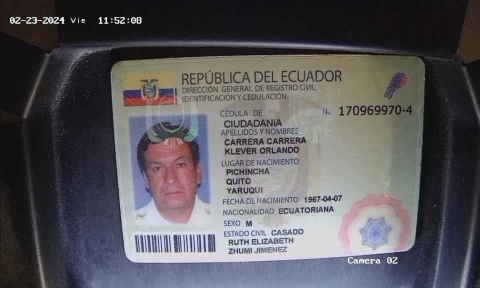 02-23-2024 Vie 11:52:08
REPÚBLICA DEL ECUADOR
DIRECCIÓN GENERAL DE REGISTRO CIVIL,
IDENTIFICACIÓN Y CEDULACIÓN
CÉDULA DE
No. 170969970-4
CIUDADANÍA
APELLIDOS Y NOMBRES
CARRERA CARRERA
KLEVER ORLANDO
LUGAR DE NACIMIENTO
PICHINCHA
QUITO
YARUQUI
FECHA DE NACIMIENTO 1967-04-07
NACIONALIDAD ECUATORIANA
SEXO M
ESTADO CIVIL CASADO
RUTH ELIZABETH
ZHUMI JIMENEZ
Camera 02